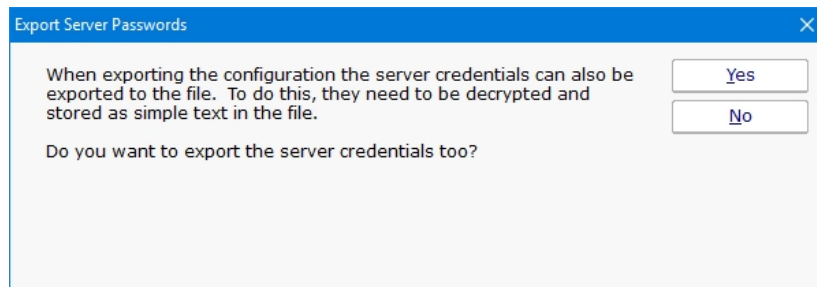 Export Server Passwords
When exporting the configuration the server credentials can also be
exported to the file.  To do this, they need to be decrypted and
stored as simple text in the file.
Do you want to export the server credentials too?
Yes
No